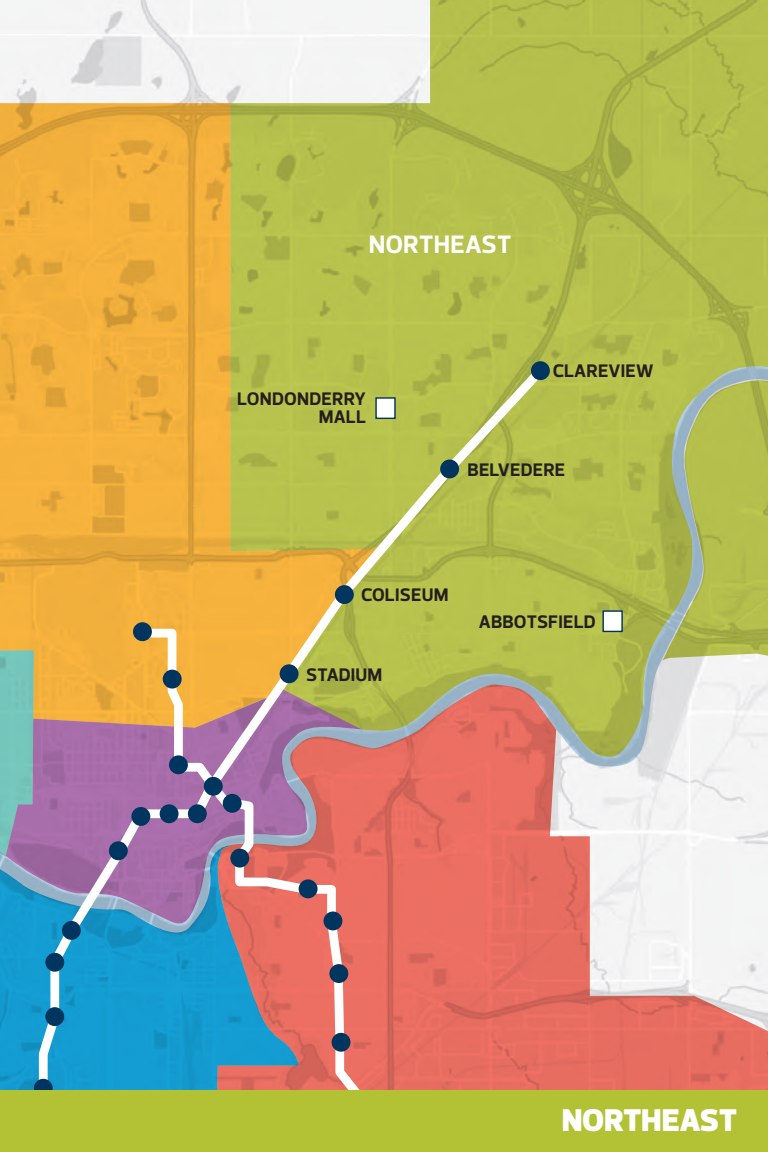 NORTHEAST
CLAREVIEW
LONDONDERRY
MALL
BELVEDERE
COLISEUM
ABBOTSFIELD
STADIUM
NORTHEAST